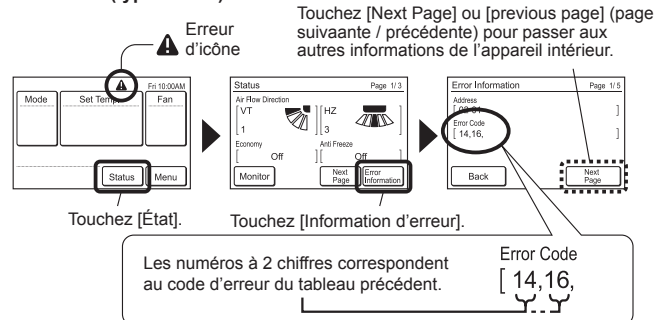 Touchez [Next Page] ou [previous page] (page
suivaante / précédente) pour passer aux
autres informations de l'appareil intérieur.
Erreur
d'icône
Fri 10:00AM
Mode
Set Temp.
Fan
Status
Menu
Touchez [État].
Status
Page 1/3
Air Flow Direction
[VT
1
]
[HZ
3
]
Economy
[ Off ]
Anti Freeze
[ Off ]
Monitor
Next
Page
Error
Information
Touchez [Information d'erreur].
Error Information
Page 1/5
Address
]
Error Code
[ 14,16, ]
Back
Next
Page
Les numéros à 2 chiffres correspondent
au code d'erreur du tableau précédent.
Error Code
[ 14,16,